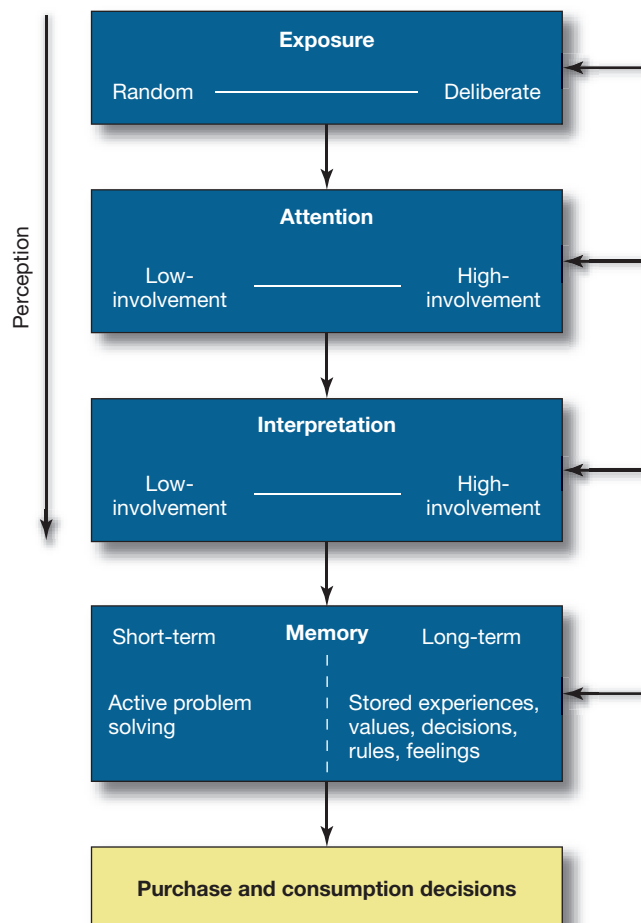 Perception
Exposure
Random
Deliberate
Attention
Low-
involvement
High-
involvement
Interpretation
Low-
involvement
High-
involvement
Short-term
Memory
Long-term
Active problem
solving
Stored experiences,
values, decisions,
rules, feelings
Purchase and consumption decisions